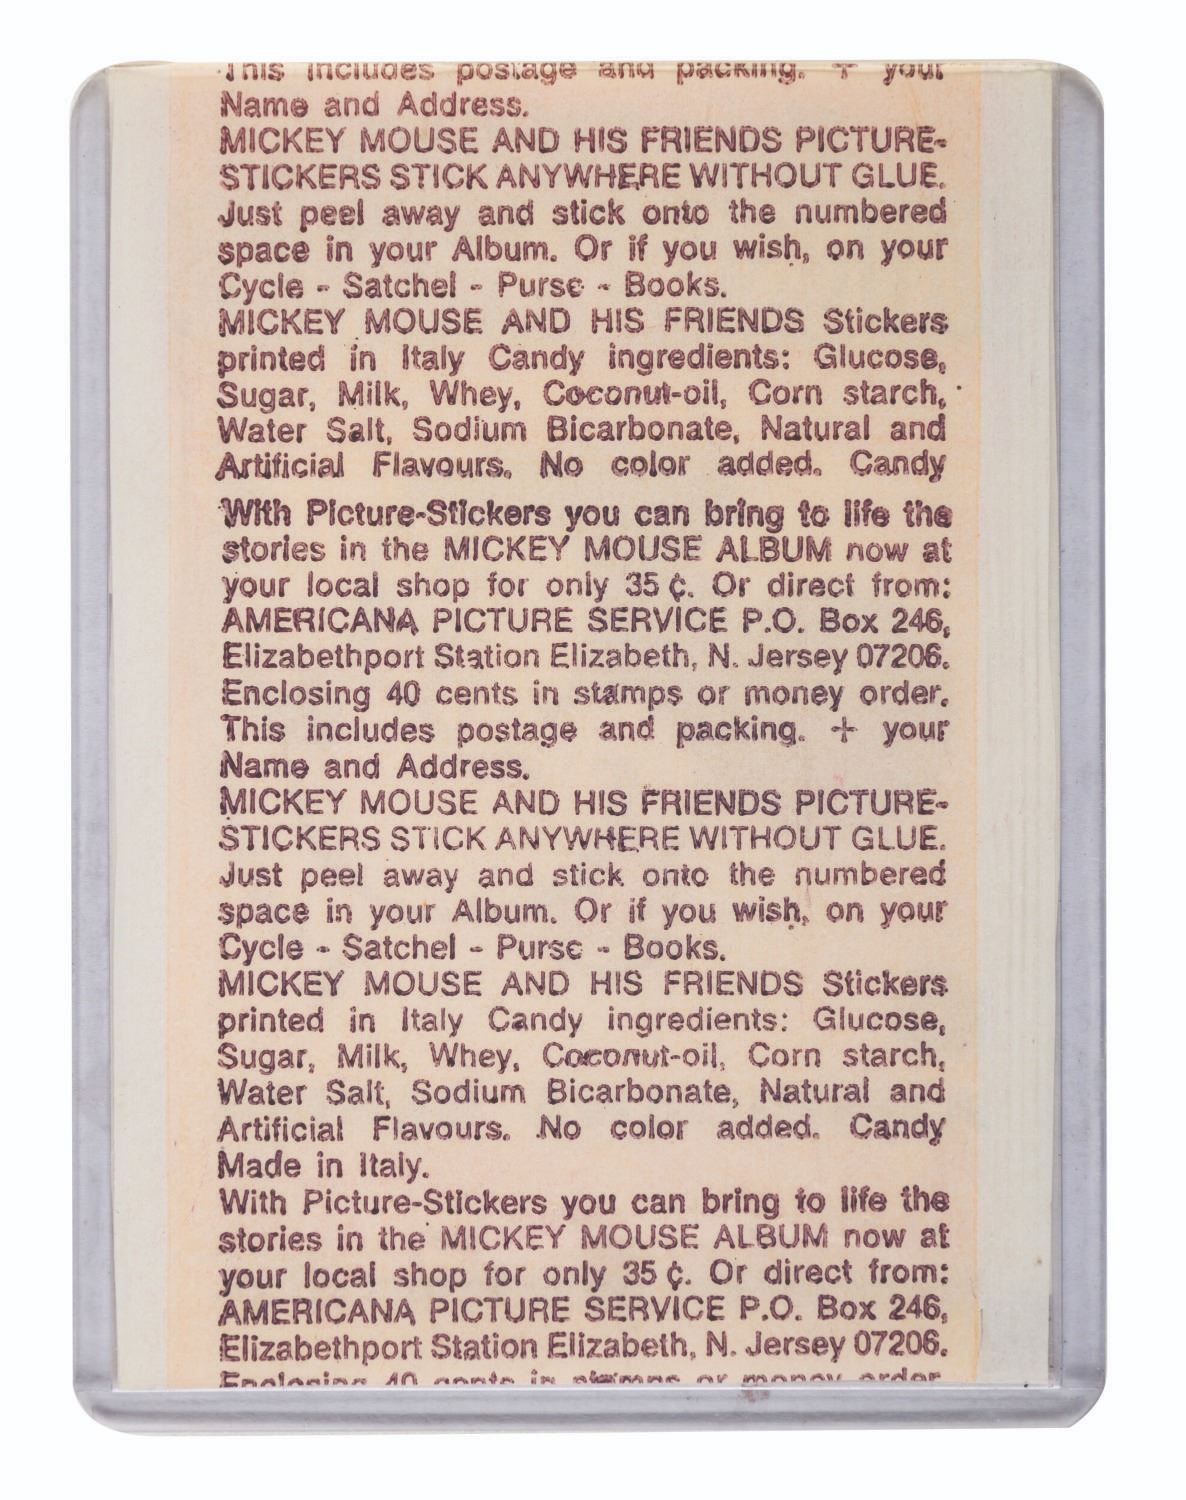 This includes postage and packing. + your
Name and Address.
MICKEY MOUSE AND HIS FRIENDS PICTURE-
STICKERS STICK ANYWHERE WITHOUT GLUE.
Just peel away and stick onto the numbered
space in your Album. Or if you wish, on your
Cycle - Satchel - Purse - Books.
MICKEY MOUSE AND HIS FRIENDS Stickers
printed in Italy Candy ingredients: Glucose,
Sugar, Milk, Whey, Coconut-oil, Corn starch,
Water Salt, Sodium Bicarbonate, Natural and
Artificial Flavours. No color added. Candy
With Picture-Stickers you can bring to life the
stories in the MICKEY MOUSE ALBUM now at
your local shop for only 35 ¢. Or direct from:
AMERICANA PICTURE SERVICE P.O. Box 246,
Elizabethport Station Elizabeth, N. Jersey 07206.
Enclosing 40 cents in stamps or money order.
This includes postage and packing. + your
Name and Address.
MICKEY MOUSE AND HIS FRIENDS PICTURE-
STICKERS STICK ANYWHERE WITHOUT GLUE.
Just peel away and stick onto the numbered
space in your Album. Or if you wish, on your
Cycle - Satchel - Purse - Books.
MICKEY MOUSE AND HIS FRIENDS Stickers
printed in Italy Candy ingredients: Glucose,
Sugar, Milk, Whey, Coconut-oil, Corn starch,
Water Salt, Sodium Bicarbonate, Natural and
Artificial Flavours. No color added. Candy
Made in Italy.
With Picture-Stickers you can bring to life the
stories in the MICKEY MOUSE ALBUM now at
your local shop for only 35 ¢. Or direct from:
AMERICANA PICTURE SERVICE P.O. Box 246,
Elizabethport Station Elizabeth, N. Jersey 07206.
Enclosing 40 cents in stamps or money order.